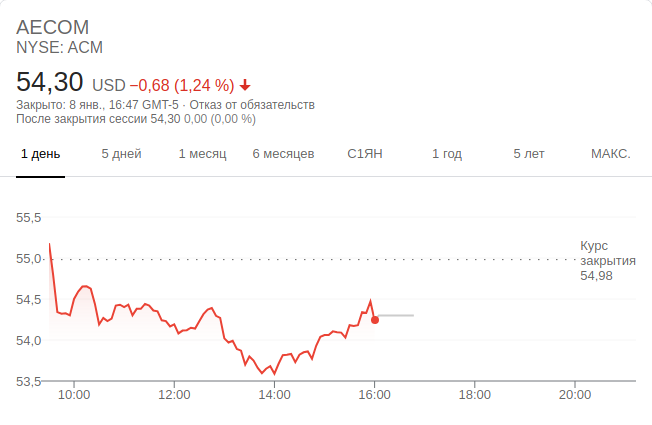 AECOM
NYSE: ACM
54,30 USD −0,68 (1,24 %)
Закрыто: 8 янв., 16:47 GMT-5 · Отказ от обязательств
После закрытия сессии 54,30 0,00 (0,00 %)
1 день 5 дней 1 месяц 6 месяцев С1ЯН 1 год 5 лет МАКС.
55,5
Курс
55,0 закрытия
54,98
54,5
54,0
53,5
10:00 12:00 14:00 16:00 18:00 20:00